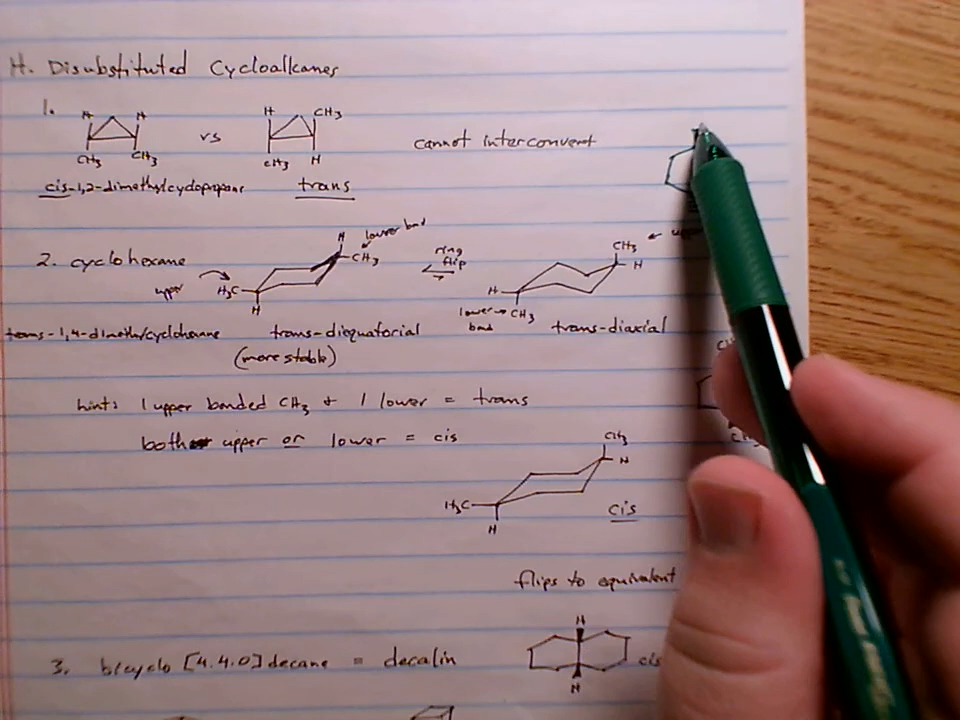 H. Disubstituted Cycloalkanes
1.
H H H CH3
vs
cannot interconvert
CH3 CH3 CH3 H
cis-1,2-dimethylcyclopropane trans
2. cyclohexane
H lower bond
CH3
upper H3C
H
ring flip
CH3
H
H
lower bond CH3
trans-1,4-dimethylcyclohexane trans-diequatorial trans-diaxial
(more stable)
hint: 1 upper bonded CH3 + 1 lower = trans
both upper or lower = cis
CH3
H
H3C
H
cis
CH3
flips to equivalent
3. bicyclo [4.4.0] decane = decalin
H
H
cis